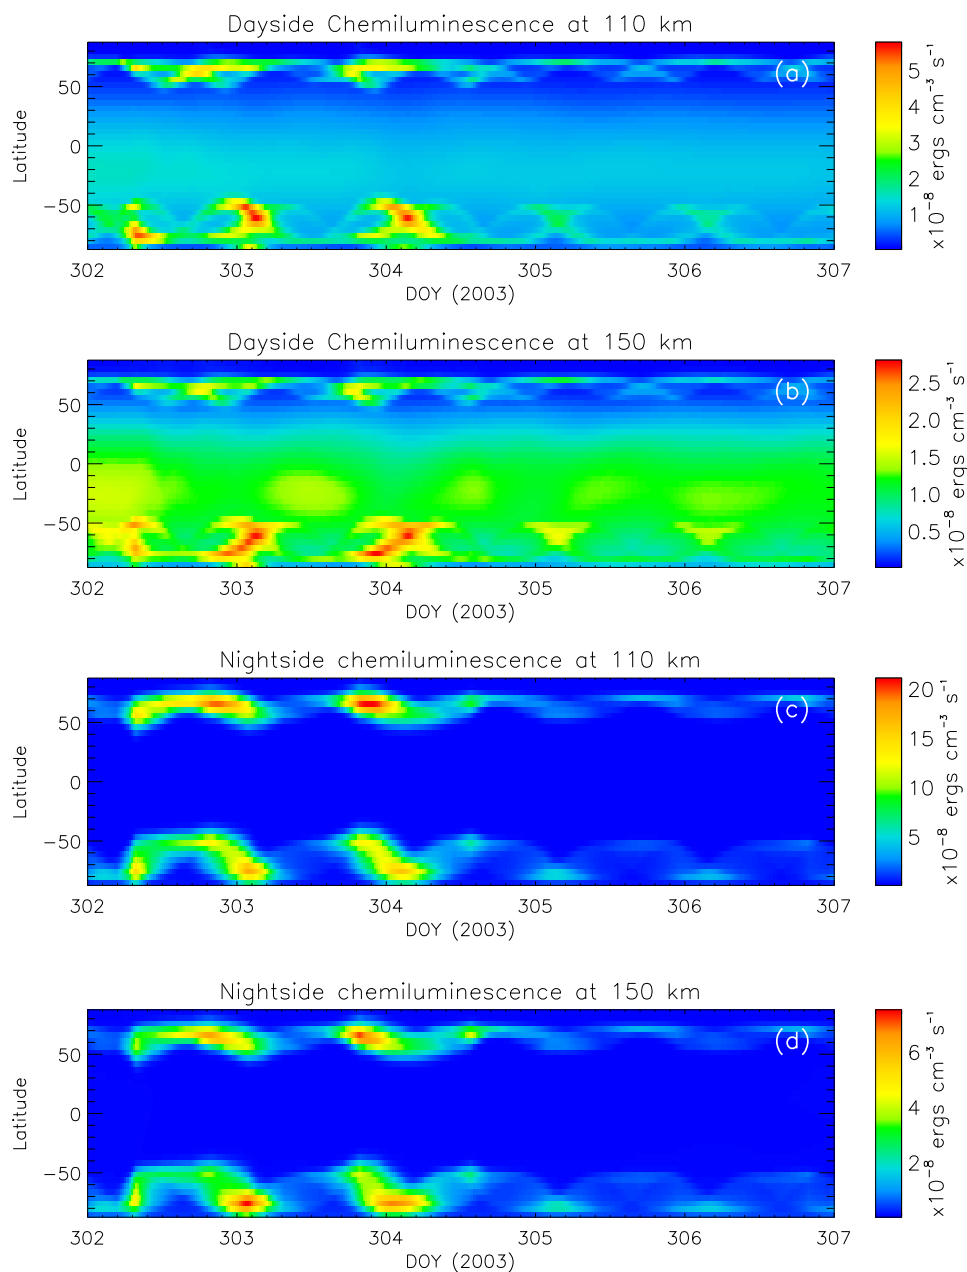 Dayside Chemiluminescence at 110 km
(a)
Latitude
50
0
−50
302 303 304 305 306 307
DOY (2003)
5
4
3
2
1
x10⁻⁸ ergs cm⁻³ s⁻¹
Dayside Chemiluminescence at 150 km
(b)
Latitude
50
0
−50
302 303 304 305 306 307
DOY (2003)
2.5
2.0
1.5
1.0
0.5
x10⁻⁸ ergs cm⁻³ s⁻¹
Nightside chemiluminescence at 110 km
(c)
Latitude
50
0
−50
302 303 304 305 306 307
DOY (2003)
20
15
10
5
x10⁻⁸ ergs cm⁻³ s⁻¹
Nightside chemiluminescence at 150 km
(d)
Latitude
50
0
−50
302 303 304 305 306 307
DOY (2003)
6
4
2
x10⁻⁸ ergs cm⁻³ s⁻¹